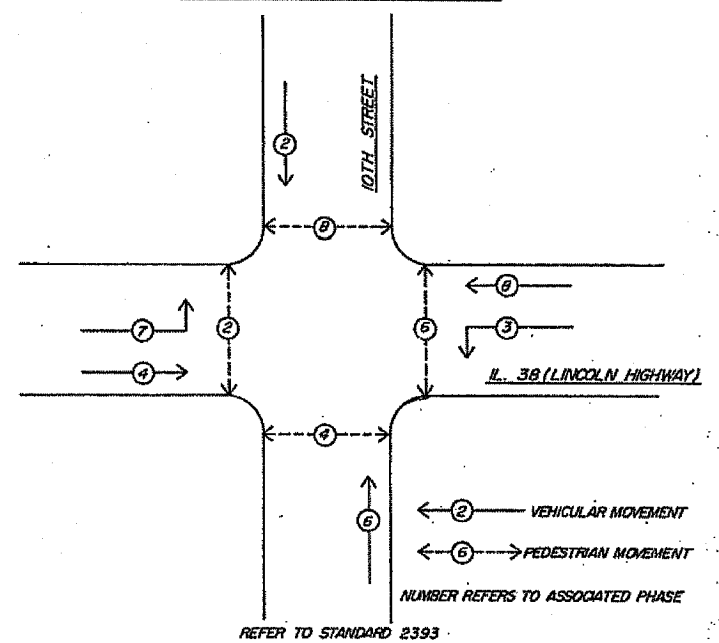 10TH STREET
2
8
7
2
6
8
3
4
IL. 38 (LINCOLN HIGHWAY)
4
6
2 VEHICULAR MOVEMENT
6 PEDESTRIAN MOVEMENT
NUMBER REFERS TO ASSOCIATED PHASE
REFER TO STANDARD 2393